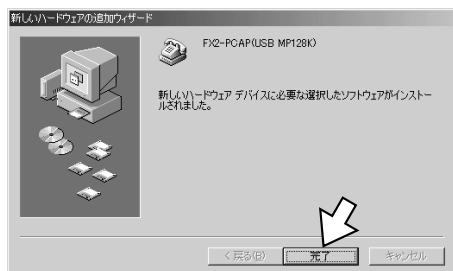 新しいハードウェアの追加ウィザード
FX2-PCAP(USB MP128K)
新しいハードウェア デバイスに必要な選択したソフトウェアがインストー
ルされました。
< 戻る(B)
完了
キャンセル